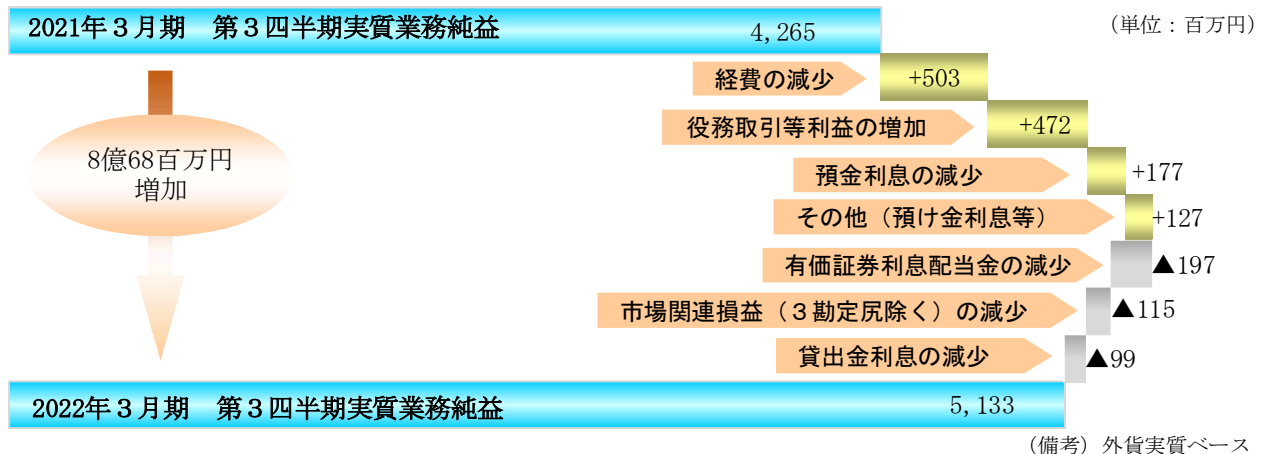 2021年３月期　第３四半期実質業務純益
4,265
（単位：百万円）
経費の減少
+503
役務取引等利益の増加
+472
8億68百万円
増加
預金利息の減少
+177
その他（預け金利息等）
+127
有価証券利息配当金の減少
▲197
市場関連損益（３勘定尻除く）の減少
▲115
貸出金利息の減少
▲99
2022年３月期　第３四半期実質業務純益
5,133
（備考）外貨実質ベース